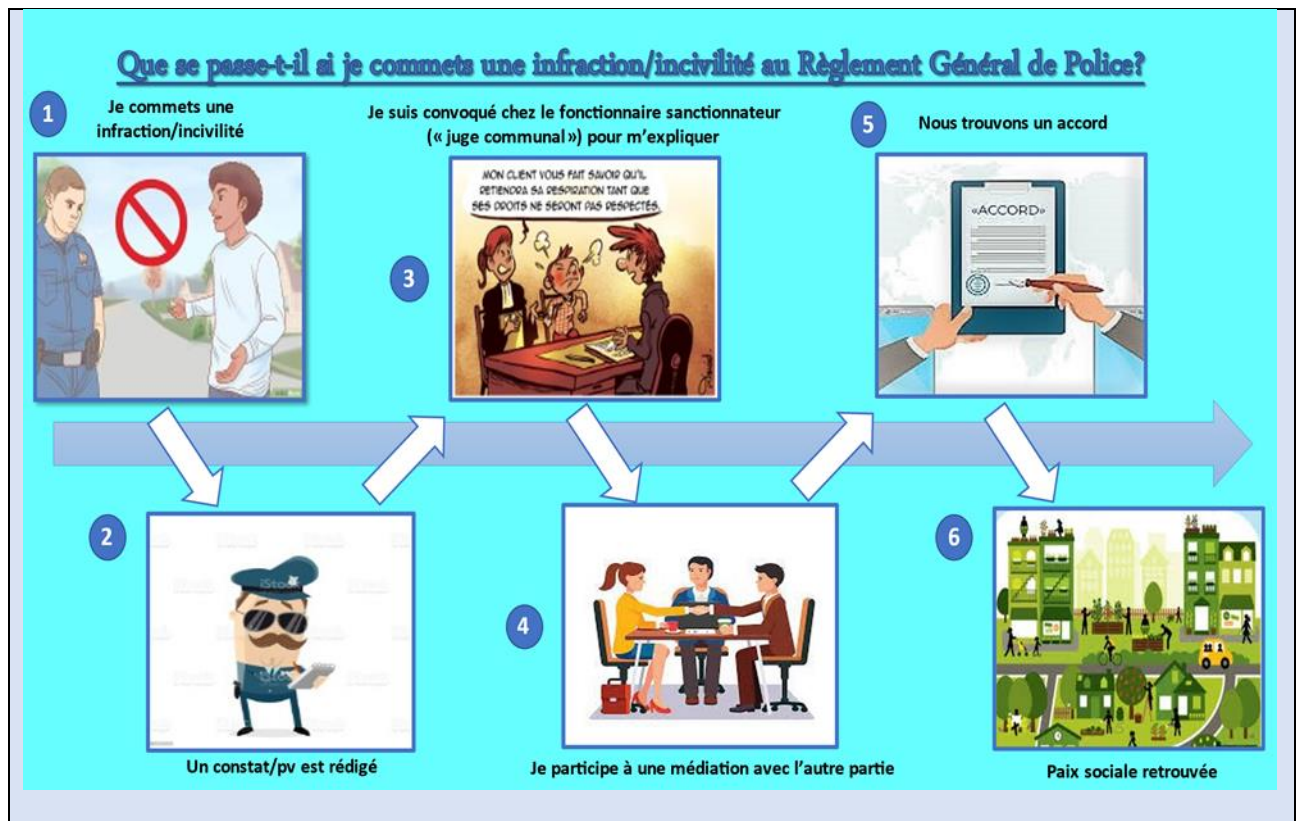 Que se passe-t-il si je commets une infraction/incivilité au Règlement Général de Police?
1
Je commets une
infraction/incivilité
2
Un constat/pv est rédigé
Je suis convoqué chez le fonctionnaire sanctionnateur
(« juge communal ») pour m’expliquer
3
MON CLIENT VOUS FAIT SAVOIR QU'IL
RETIENDRA SA RESPIRATION TANT QUE
SES DROITS NE SERONT PAS RESPECTÉS.
4
Je participe à une médiation avec l’autre partie
5
Nous trouvons un accord
«ACCORD»
6
Paix sociale retrouvée
iStock